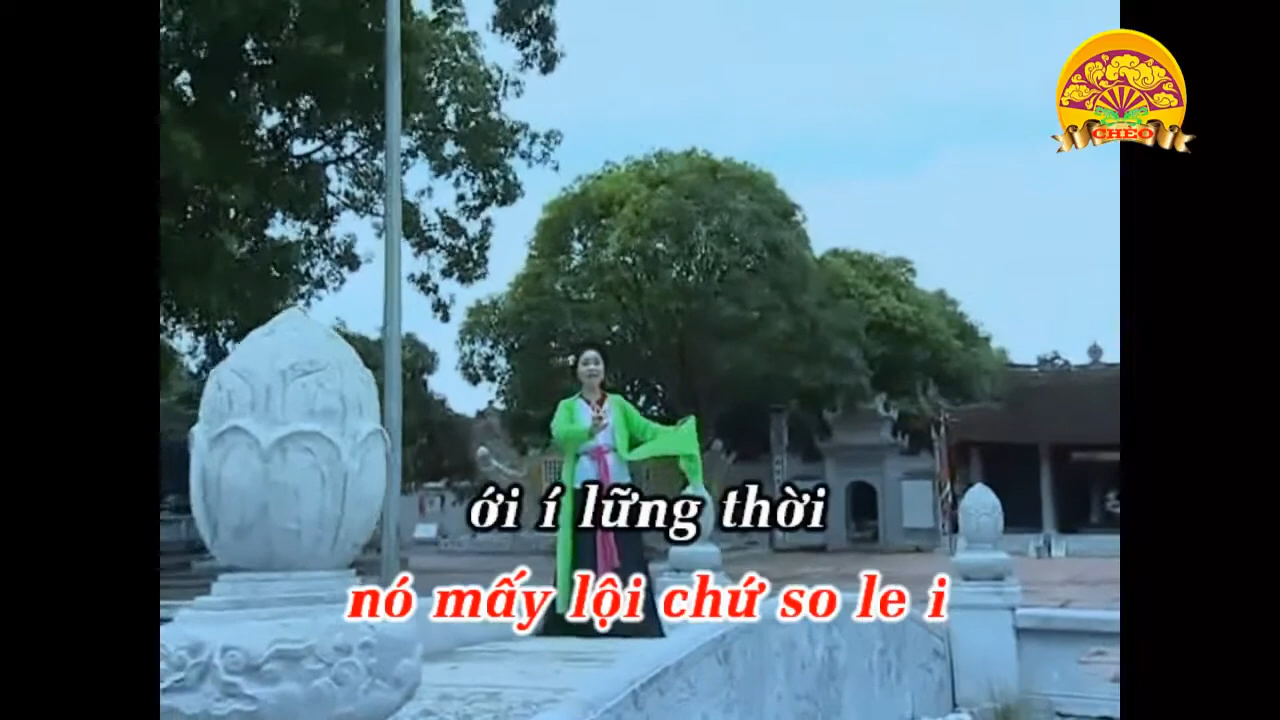 CHÈO
ới í lững thời
nó mấy lội chứ so le i